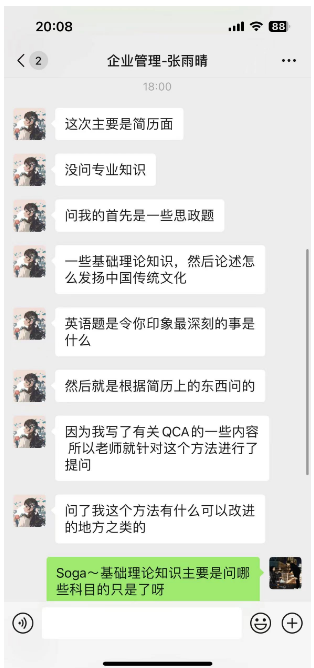 20:08
88
2
企业管理-张雨晴
18:00
这次主要是简历面
没问专业知识
问我的首先是一些思政题
一些基础理论知识，然后论述怎
么发扬中国传统文化
英语题是令你印象最深刻的事是
什么
然后就是根据简历上的东西问的
因为我写了有关QCA的一些内容
所以老师就针对这个方法进行了
提问
问了我这个方法有什么可以改进
的地方之类的
Soga～基础理论知识主要是问哪
些科目的只是了呀